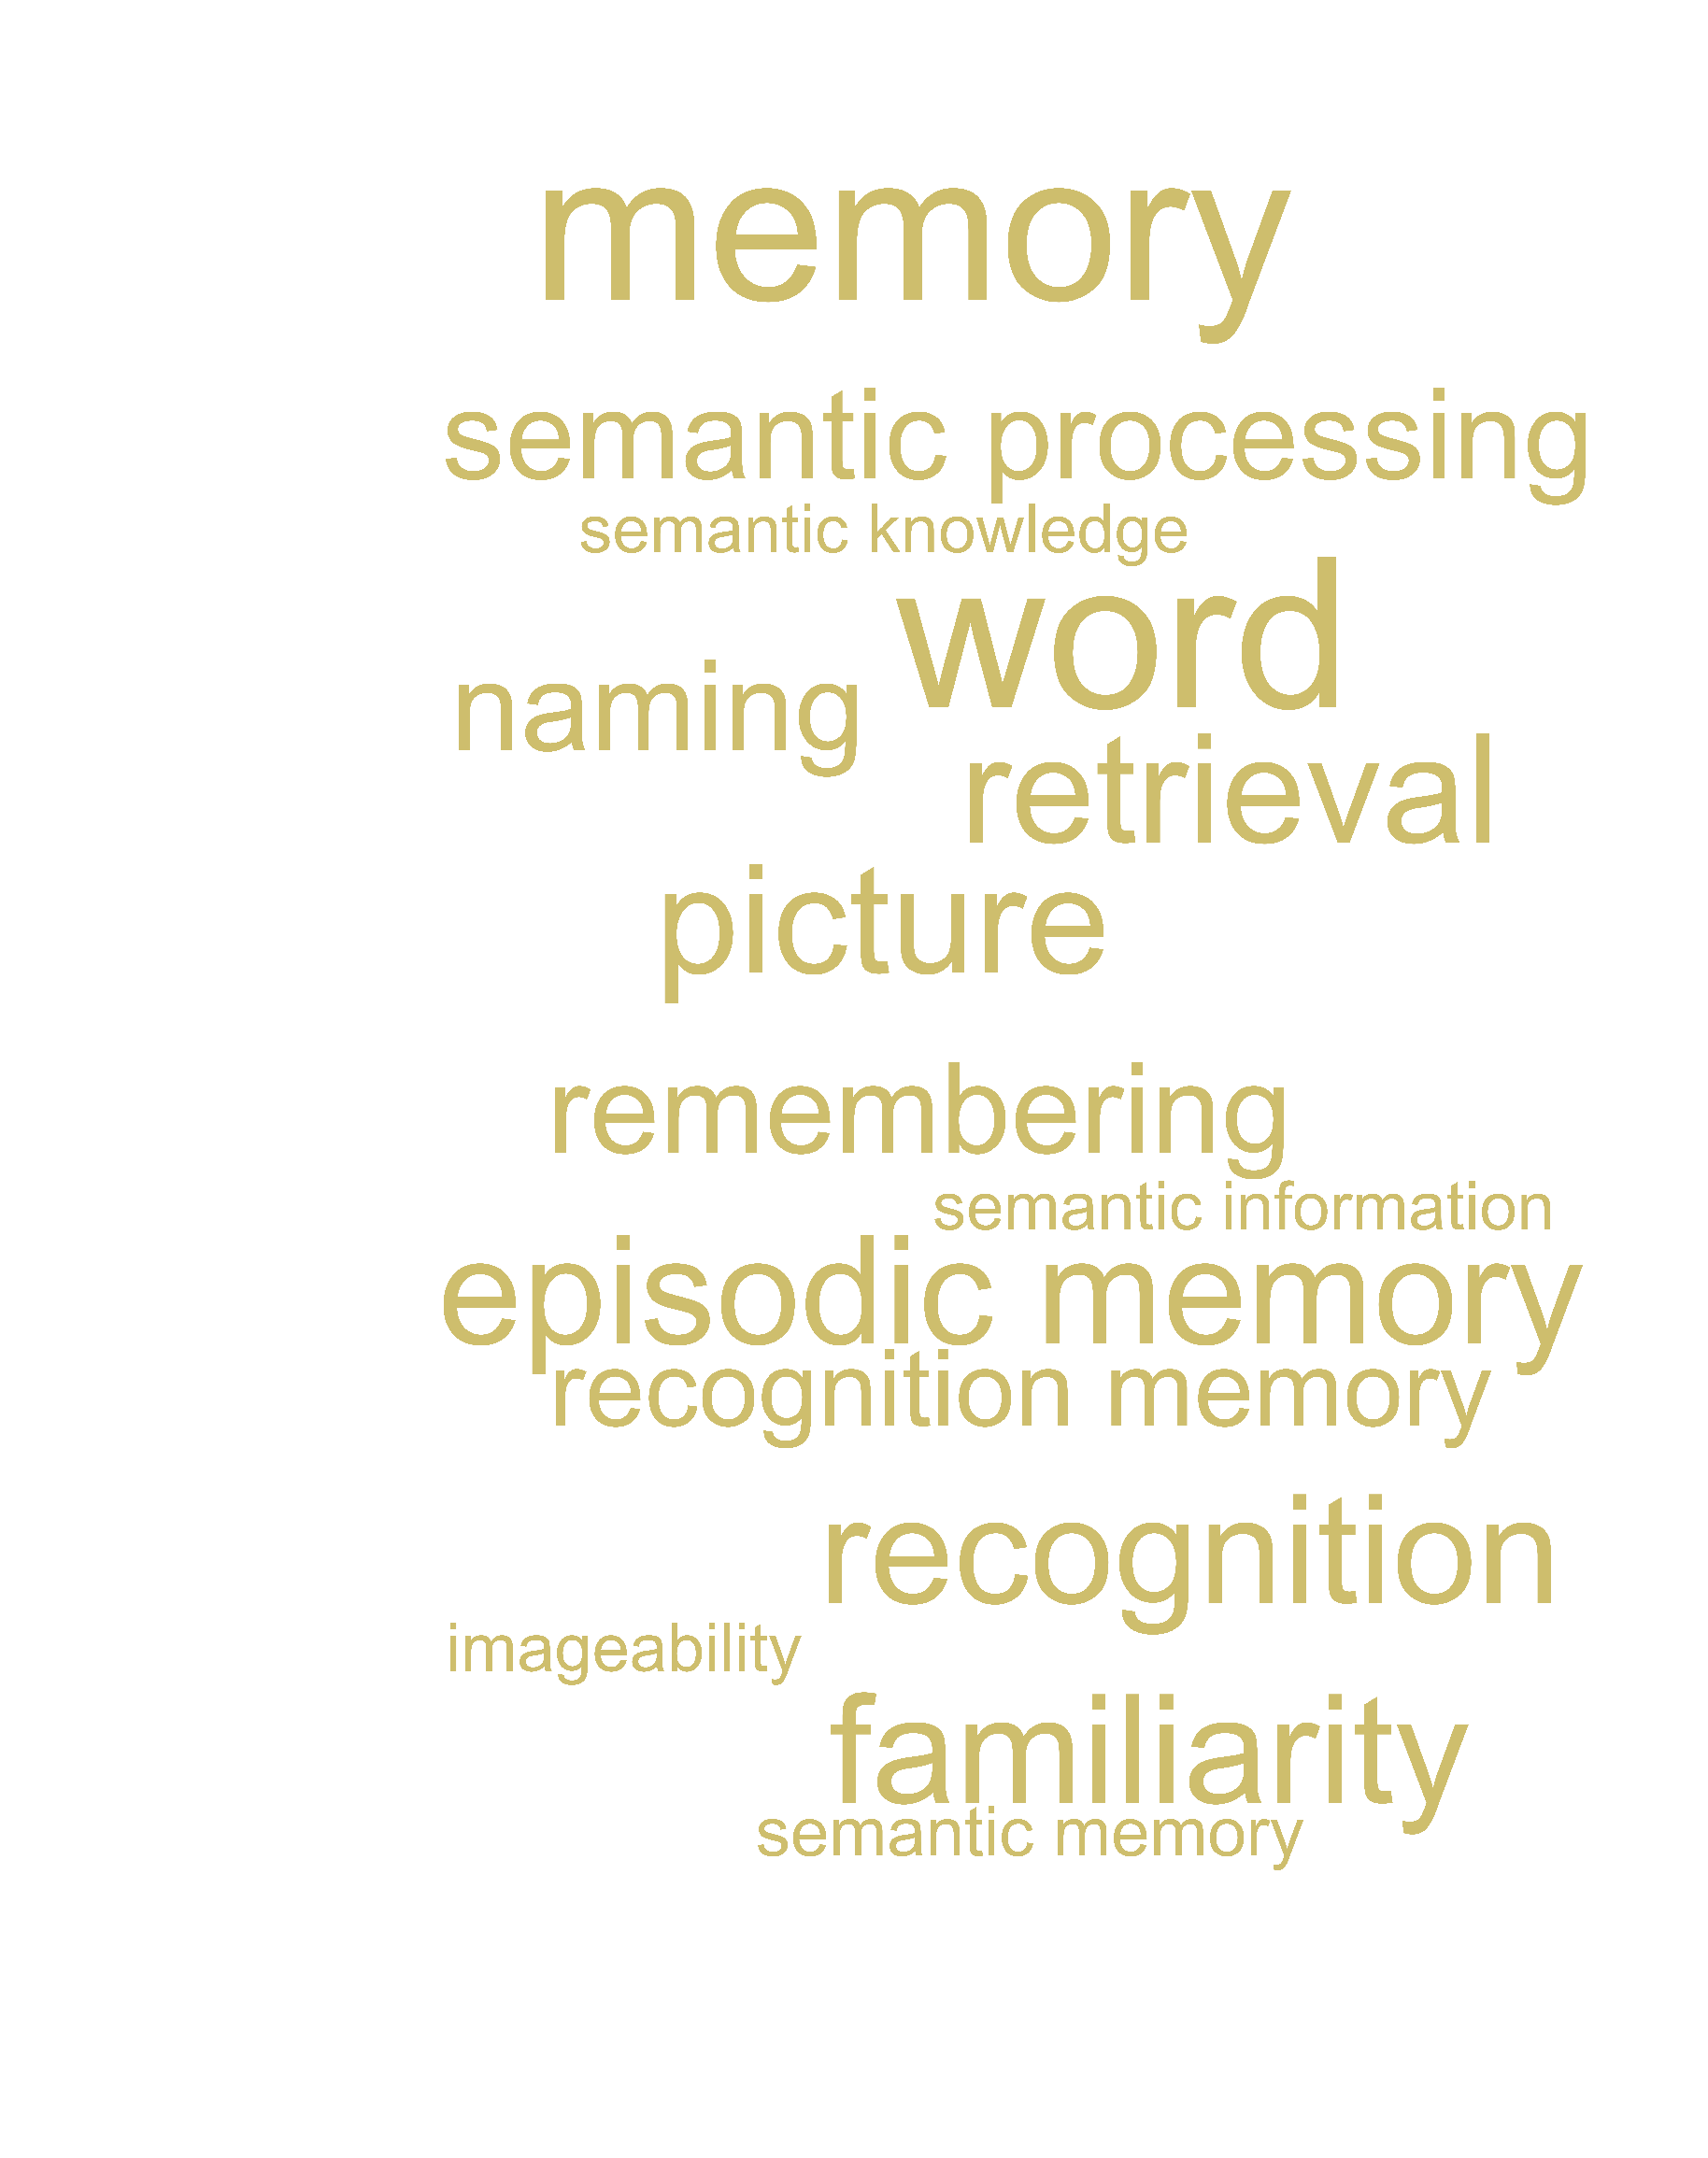 memory
semantic processing
semantic knowledge
word
naming
retrieval
picture
remembering
semantic information
episodic memory
recognition memory
recognition
imageability
familiarity
semantic memory